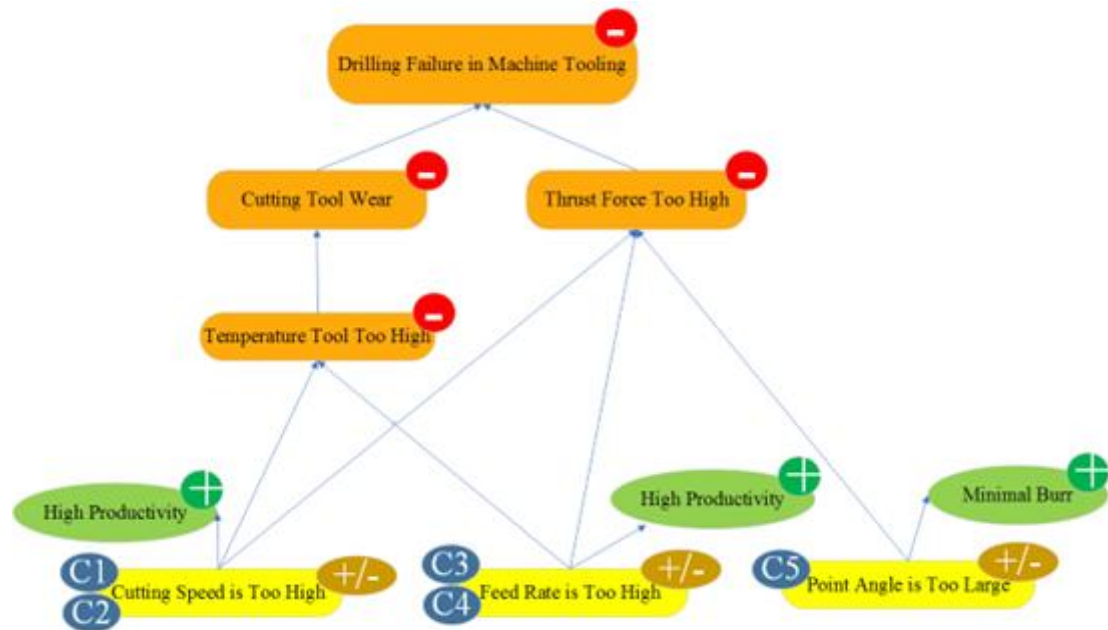 Drilling Failure in Machine Tooling
Cutting Tool Wear
Thrust Force Too High
Temperature Tool Too High
High Productivity
High Productivity
Minimal Burr
C1
C2
Cutting Speed is Too High
+/-
C3
C4
Feed Rate is Too High
+/-
C5
Point Angle is Too Large
+/-